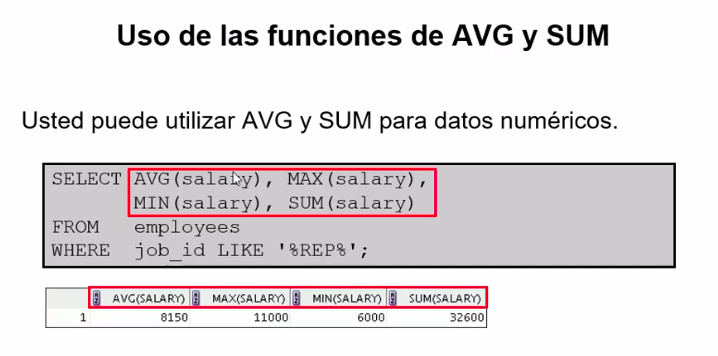 Uso de las funciones de AVG y SUM
Usted puede utilizar AVG y SUM para datos numéricos.
SELECT AVG(salary), MAX(salary),
MIN(salary), SUM(salary)
FROM employees
WHERE job_id LIKE '%REP%';
AVG(SALARY) MAX(SALARY) MIN(SALARY) SUM(SALARY)
1 8150 11000 6000 32600